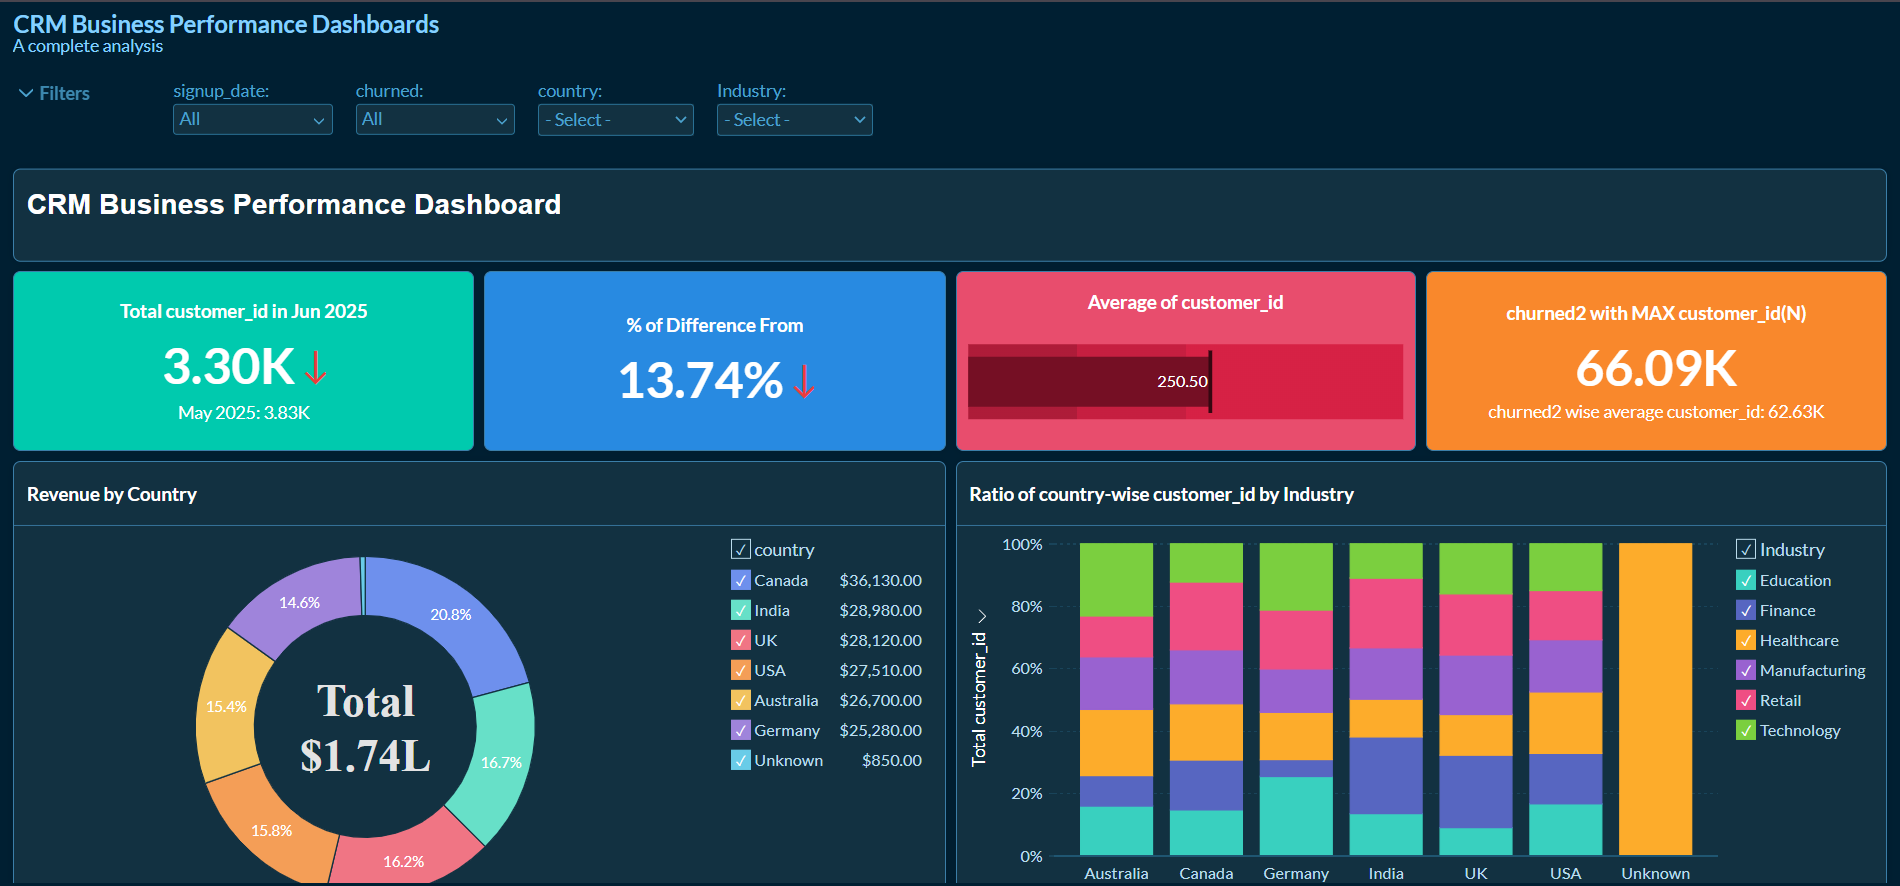 CRM Business Performance Dashboards
A complete analysis
Filters
signup_date:
All
churned:
All
country:
- Select -
Industry:
- Select -
CRM Business Performance Dashboard
Total customer_id in Jun 2025
3.30K
May 2025: 3.83K
% of Difference From
13.74%
Average of customer_id
250.50
churned2 with MAX customer_id(N)
66.09K
churned2 wise average customer_id: 62.63K
Revenue by Country
20.8%
16.7%
16.2%
15.8%
15.4%
14.6%
Total
$1.74L
country
Canada $36,130.00
India $28,980.00
UK $28,120.00
USA $27,510.00
Australia $26,700.00
Germany $25,280.00
Unknown $850.00
Ratio of country-wise customer_id by Industry
Total customer_id
100%
80%
60%
40%
20%
0%
Australia Canada Germany India UK USA Unknown
Industry
Education
Finance
Healthcare
Manufacturing
Retail
Technology